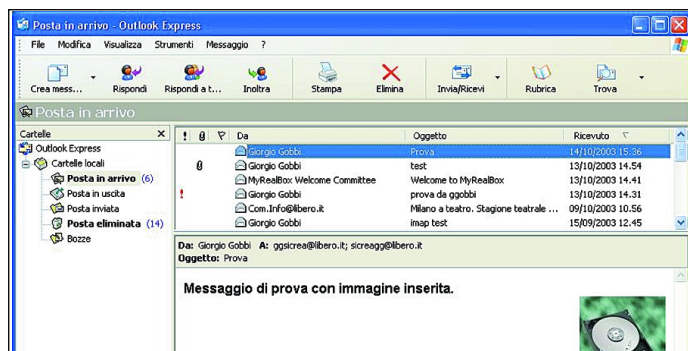 Posta in arrivo - Outlook Express
File Modifica Visualizza Strumenti Messaggio ?
Crea mess... Rispondi Rispondi a t... Inoltra Stampa Elimina Invia/Ricevi Rubrica Trova
Posta in arrivo
Cartelle X
Outlook Express
Cartelle locali
Posta in arrivo (6)
Posta in uscita
Posta inviata
Posta eliminata (14)
Bozze
! Da Oggetto Ricevuto
Giorgio Gobbi Prova 14/10/2003 15.36
Giorgio Gobbi test 13/10/2003 14.54
MyRealBox Welcome Committee Welcome to MyRealBox 13/10/2003 14.41
! Giorgio Gobbi prova da ggobbi 13/10/2003 14.31
Com.Info@libero.it Milano a teatro. Stagione teatrale ... 09/10/2003 10.56
Giorgio Gobbi imap test 15/09/2003 12.45
Da: Giorgio Gobbi A: ggsicrea@libero.it; sicreagg@libero.it
Oggetto: Prova
Messaggio di prova con immagine inserita.